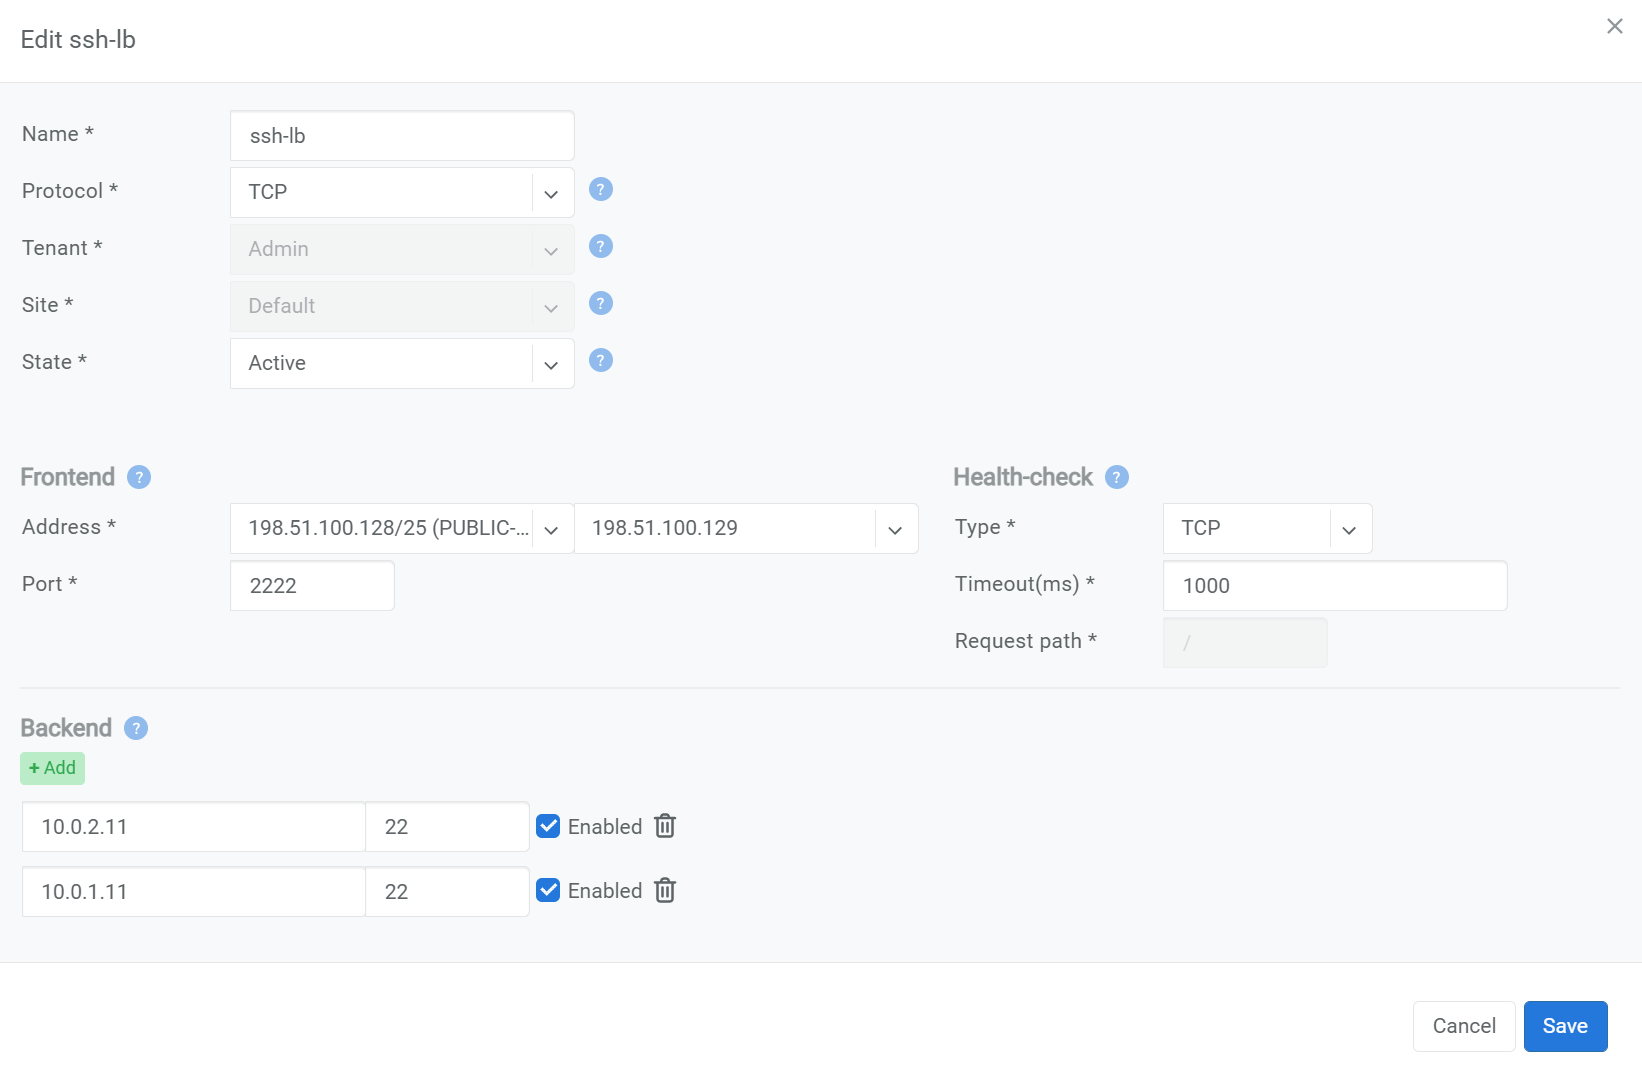 Edit ssh-lb
Name * ssh-lb
Protocol * TCP ?
Tenant * Admin ?
Site * Default ?
State * Active ?
Frontend ?
Address * 198.51.100.128/25 (PUBLIC-... 198.51.100.129
Port * 2222
Health-check ?
Type * TCP
Timeout(ms) * 1000
Request path * /
Backend ?
+ Add
10.0.2.11 22 Enabled
10.0.1.11 22 Enabled
Cancel Save